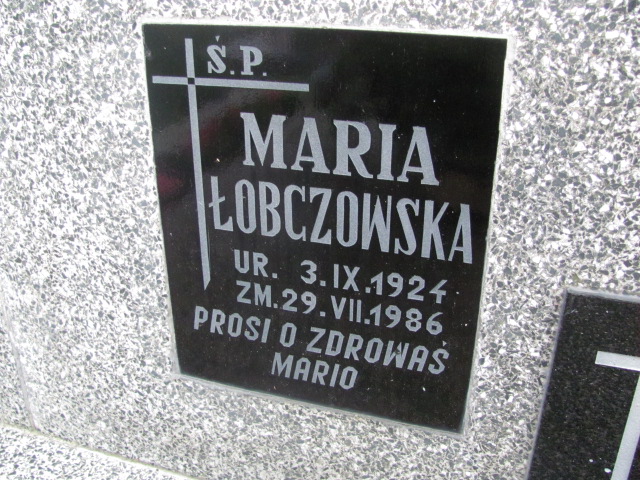 Ś.P.
MARIA
ŁOBCZOWSKA
UR. 3.IX.1924
ZM. 29.VII.1986
PROSI O ZDROWAŚ
MARIO